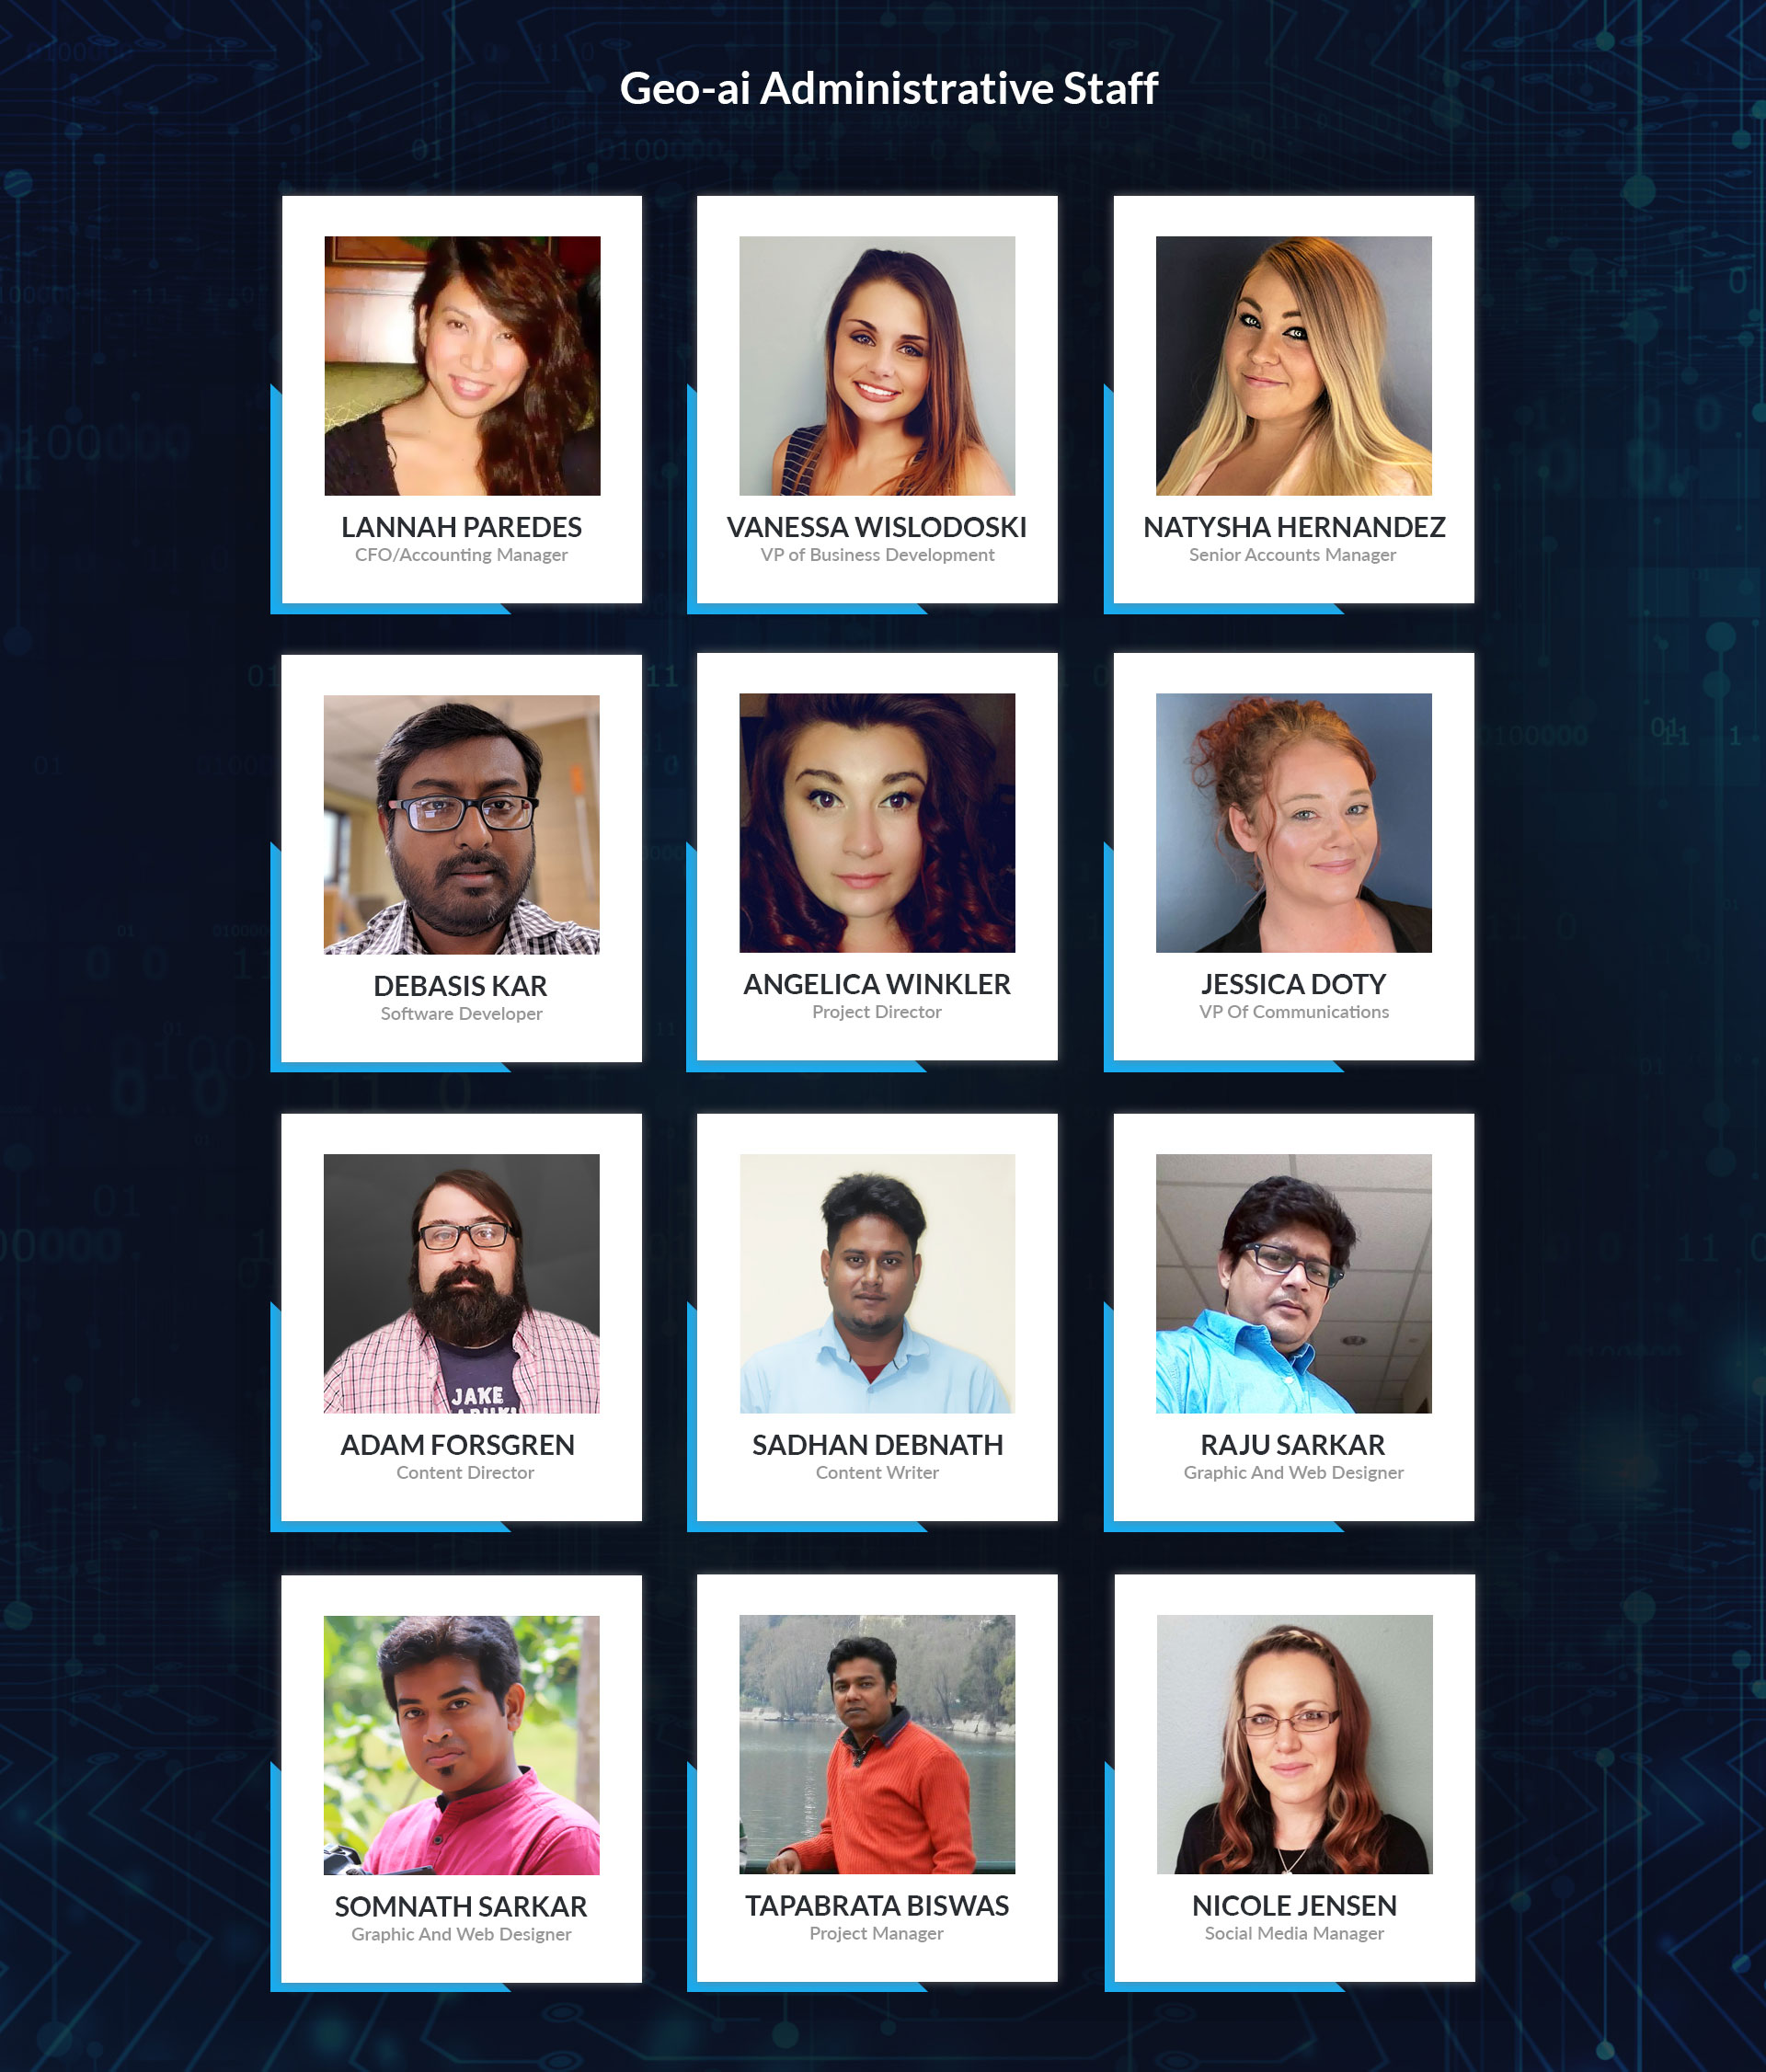 Geo-ai Administrative Staff
LANNAH PAREDES
CFO/Accounting Manager
VANESSA WISLODOSKI
VP of Business Development
NATYSHA HERNANDEZ
Senior Accounts Manager
DEBASIS KAR
Software Developer
ANGELICA WINKLER
Project Director
JESSICA DOTY
VP Of Communications
JAKE
ADAM FORSGREN
Content Director
SADHAN DEBNATH
Content Writer
RAJU SARKAR
Graphic And Web Designer
SOMNATH SARKAR
Graphic And Web Designer
TAPABRATA BISWAS
Project Manager
NICOLE JENSEN
Social Media Manager